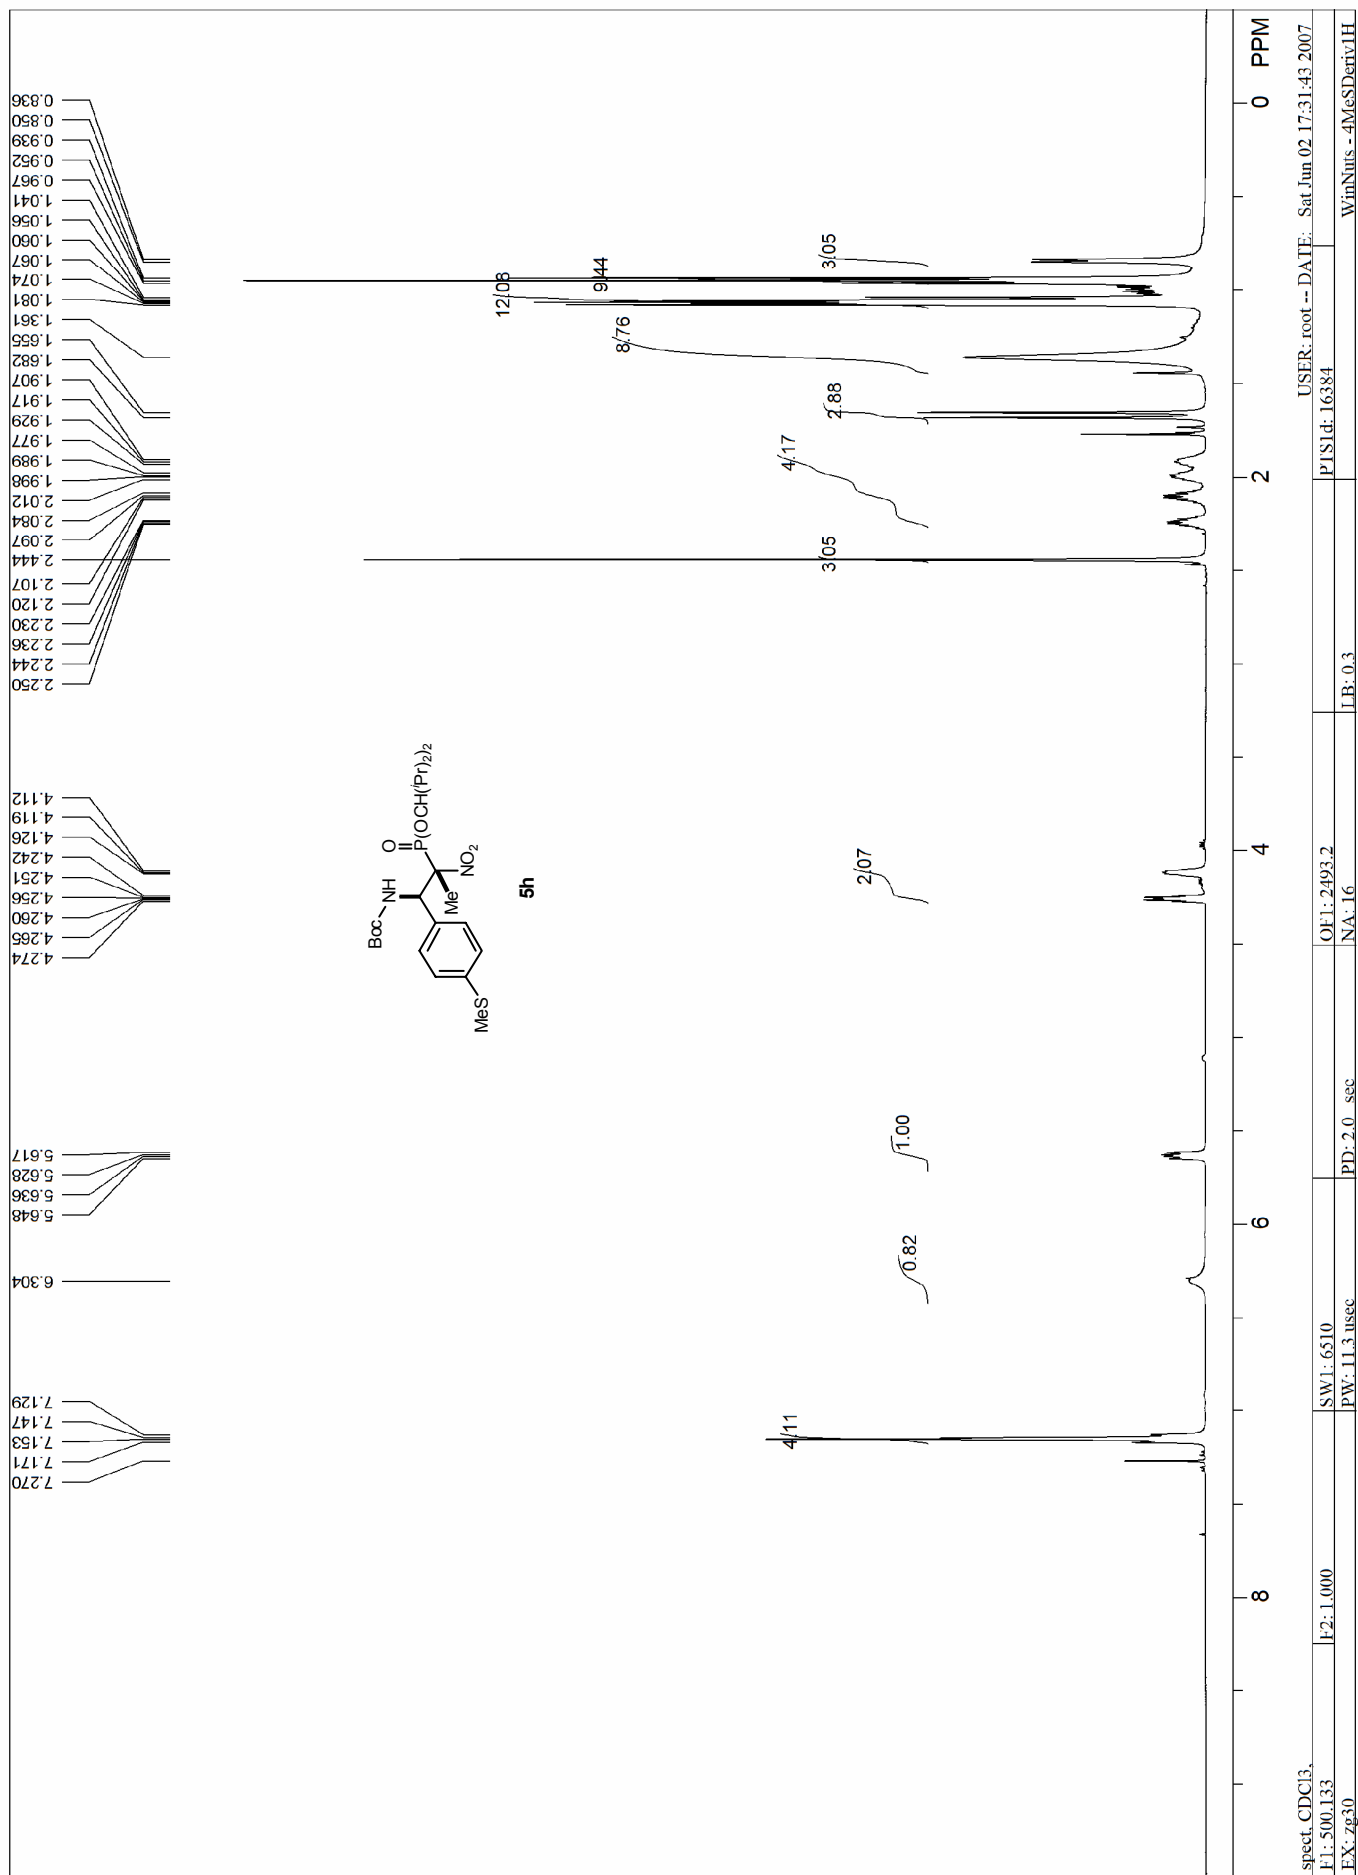 7.270
7.171
7.153
7.147
7.129
6.304
5.648
5.636
5.628
5.617
4.274
4.265
4.260
4.256
4.251
4.242
4.126
4.119
4.112
2.250
2.244
2.236
2.230
2.120
2.107
2.444
2.097
2.084
2.012
1.998
1.989
1.977
1.929
1.917
1.907
1.682
1.655
1.361
1.081
1.074
1.067
1.060
1.056
1.041
0.967
0.952
0.939
0.850
0.836
Boc
NH
O
P(OCH(iPr)2)2
Me
NO2
MeS
5h
4.11
0.82
1.00
2.07
3.05
4.17
2.88
8.76
12.08
9.44
3.05
8
6
4
2
0
PPM
USER: root -- DATE: Sat Jun 02 17:31:43 2007
spect, CDCl3,
F1: 500.133
F2: 1.000
SW1: 6510
OF1: 2493.2
PTS1d: 16384
EX: zg30
PW: 11.3 usec
PD: 2.0 sec
NA: 16
LB: 0.3
WinNuts - 4MeSDeriv1H